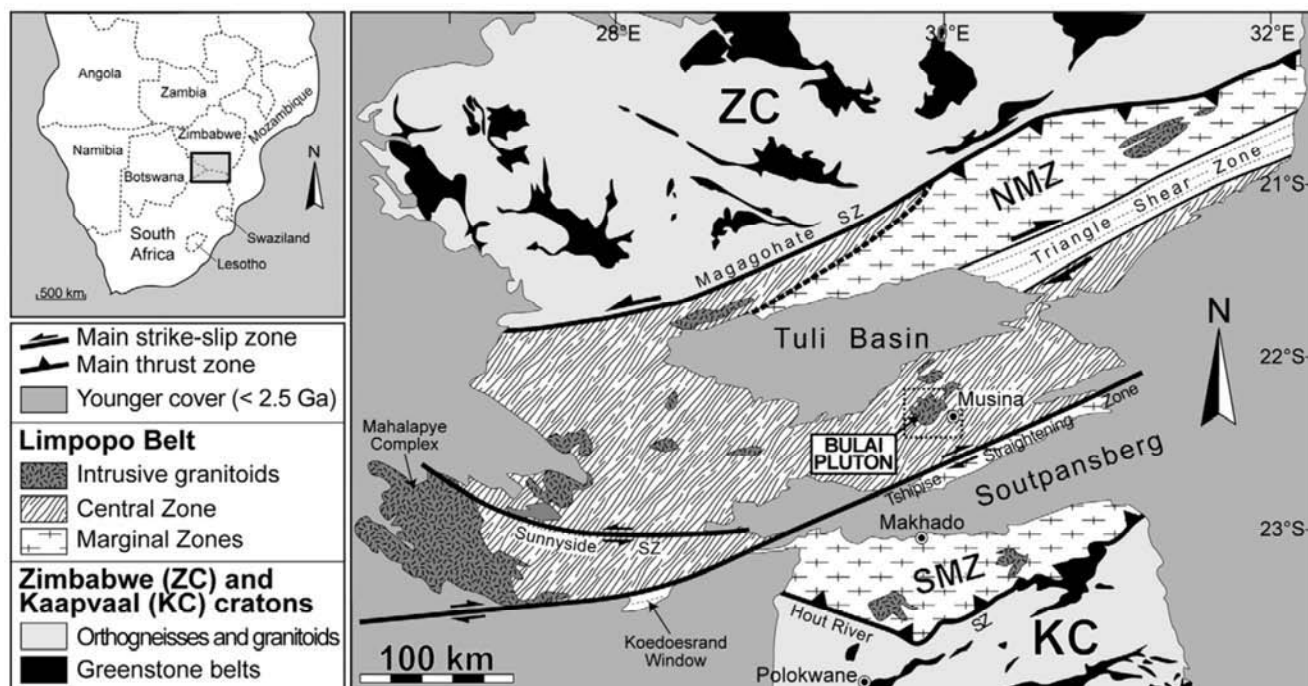 Angola
Zambia
Mozambique
Zimbabwe
Namibia
Botswana
N
South
Africa
Swaziland
Lesotho
500 km
Main strike-slip zone
Main thrust zone
Younger cover (< 2.5 Ga)
Limpopo Belt
Intrusive granitoids
Central Zone
Marginal Zones
Zimbabwe (ZC) and
Kaapvaal (KC) cratons
Orthogneisses and granitoids
Greenstone belts
28°E
30°E
32°E
ZC
NMZ
21°S
Magagohate SZ
Triangle Shear Zone
Tuli Basin
N
22°S
Musina
Mahalapye
Complex
BULAI
PLUTON
Tshipise Straightening Zone
Soutpansberg
Sunnyside SZ
Makhado
23°S
SMZ
Hout River SZ
Koedoesrand
Window
KC
100 km
Polokwane